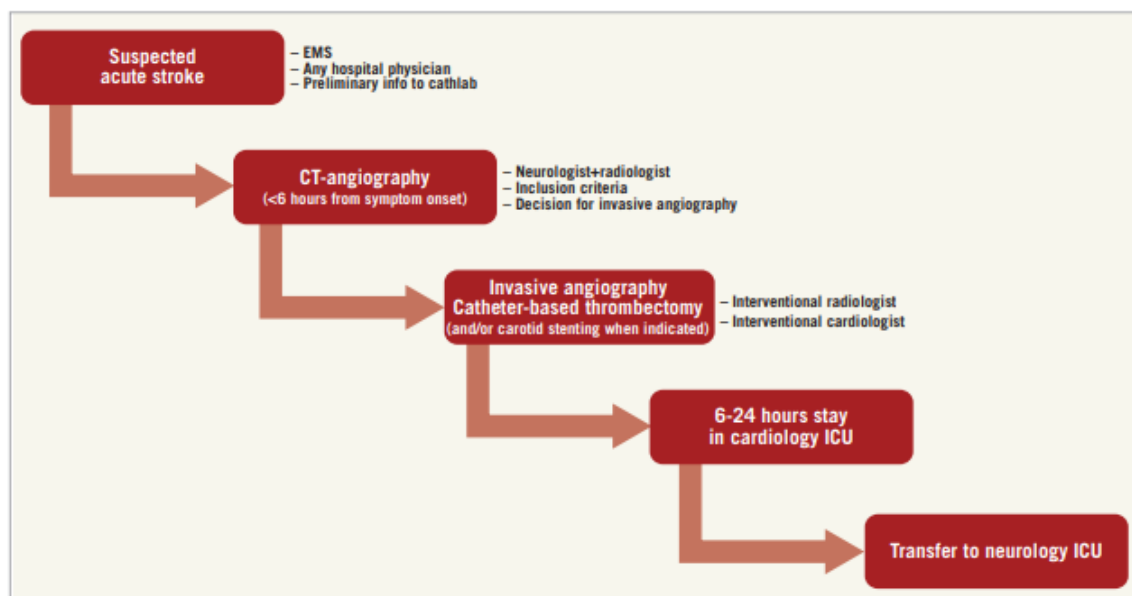 Suspected
acute stroke
– EMS
– Any hospital physician
– Preliminary info to cathlab
CT-angiography
(<6 hours from symptom onset)
– Neurologist+radiologist
– Inclusion criteria
– Decision for invasive angiography
Invasive angiography
Catheter-based thrombectomy
(and/or carotid stenting when indicated)
– Interventional radiologist
– Interventional cardiologist
6-24 hours stay
in cardiology ICU
Transfer to neurology ICU